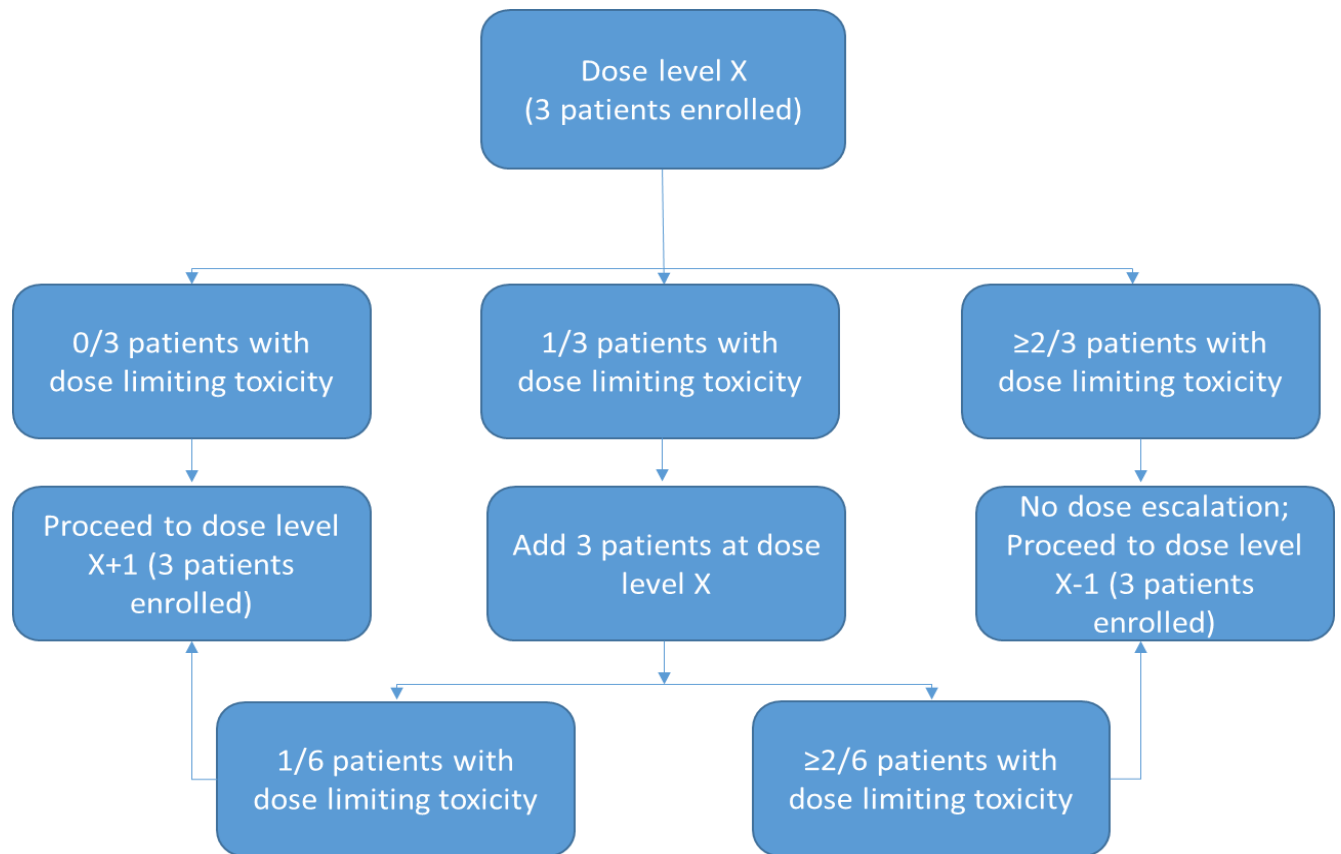 Dose level X
(3 patients enrolled)
0/3 patients with
dose limiting toxicity
1/3 patients with
dose limiting toxicity
≥2/3 patients with
dose limiting toxicity
Proceed to dose level
X+1 (3 patients
enrolled)
Add 3 patients at dose
level X
No dose escalation;
Proceed to dose level
X-1 (3 patients
enrolled)
1/6 patients with
dose limiting toxicity
≥2/6 patients with
dose limiting toxicity